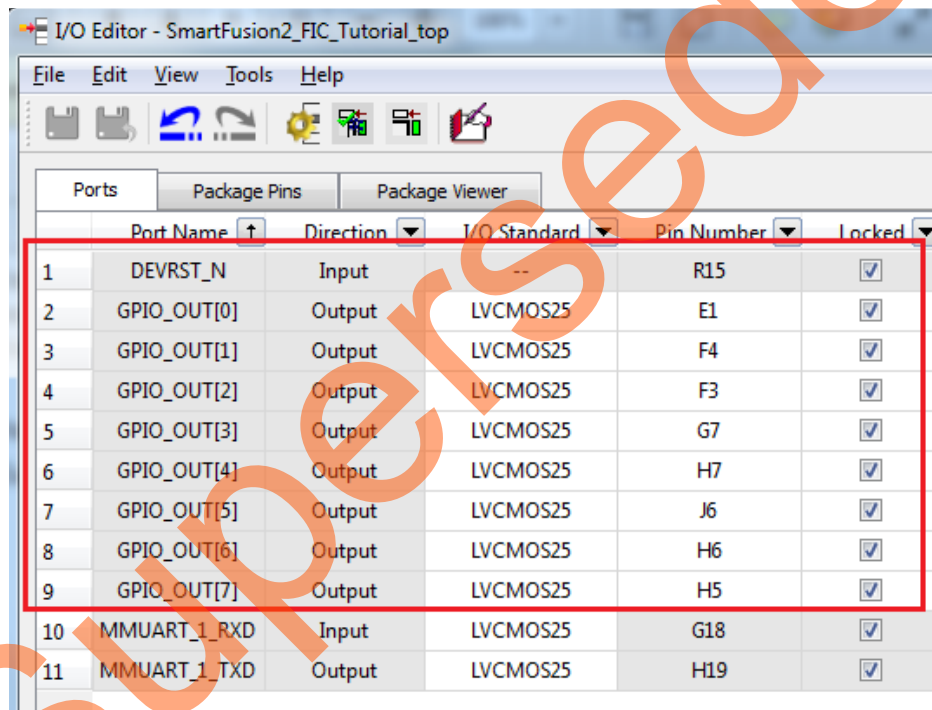 I/O Editor - SmartFusion2_FIC_Tutorial_top
File Edit View Tools Help
Ports Package Pins Package Viewer
Port Name Direction I/O Standard Pin Number Locked
1 DEVRST_N Input -- R15
2 GPIO_OUT[0] Output LVCMOS25 E1
3 GPIO_OUT[1] Output LVCMOS25 F4
4 GPIO_OUT[2] Output LVCMOS25 F3
5 GPIO_OUT[3] Output LVCMOS25 G7
6 GPIO_OUT[4] Output LVCMOS25 H7
7 GPIO_OUT[5] Output LVCMOS25 J6
8 GPIO_OUT[6] Output LVCMOS25 H6
9 GPIO_OUT[7] Output LVCMOS25 H5
10 MMUART_1_RXD Input LVCMOS25 G18
11 MMUART_1_TXD Output LVCMOS25 H19
Supersede